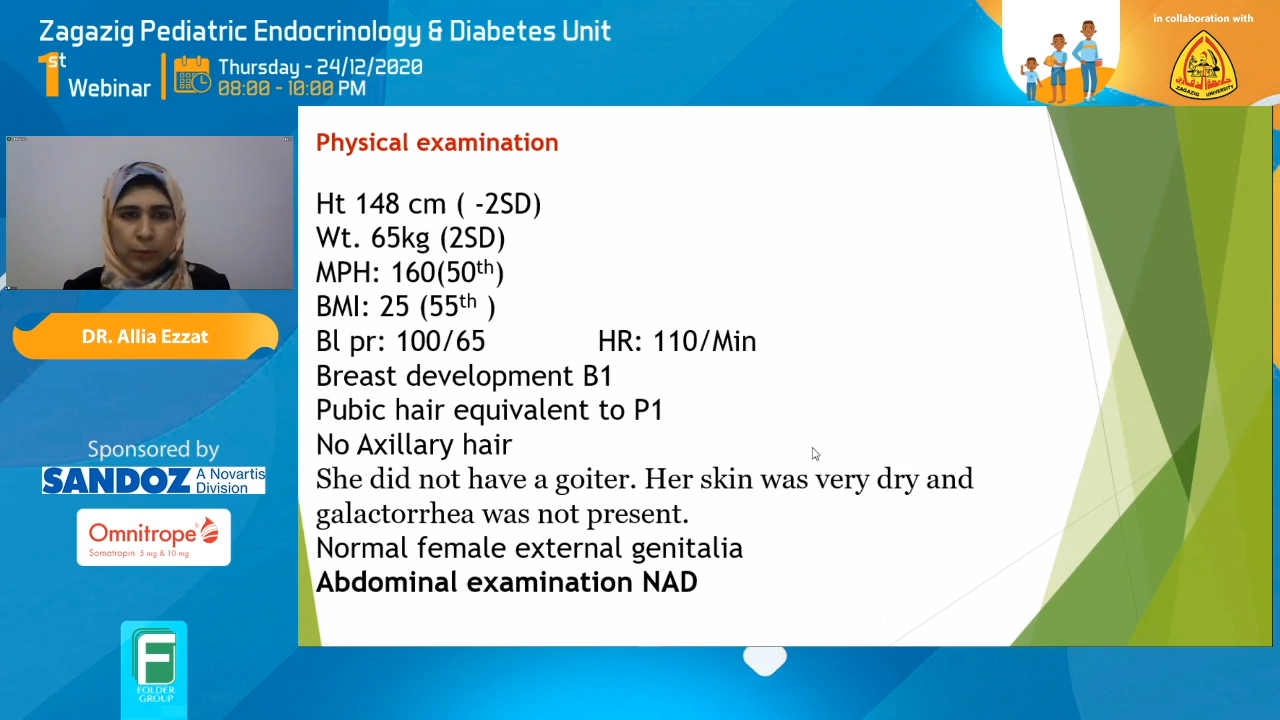 Zagazig Pediatric Endocrinology & Diabetes Unit
1st Webinar
Thursday - 24/12/2020
08:00 - 10:00 PM
in collaboration with
ZAGAZIG UNIVERSITY
DR. Allia Ezzat
Sponsored by
SANDOZ A Novartis
Division
Omnitrope®
Somatropin 5 mg & 10 mg
FOLDER
GROUP
Physical examination
Ht 148 cm ( -2SD)
Wt. 65kg (2SD)
MPH: 160(50th)
BMI: 25 (55th )
Bl pr: 100/65 HR: 110/Min
Breast development B1
Pubic hair equivalent to P1
No Axillary hair
She did not have a goiter. Her skin was very dry and
galactorrhea was not present.
Normal female external genitalia
Abdominal examination NAD